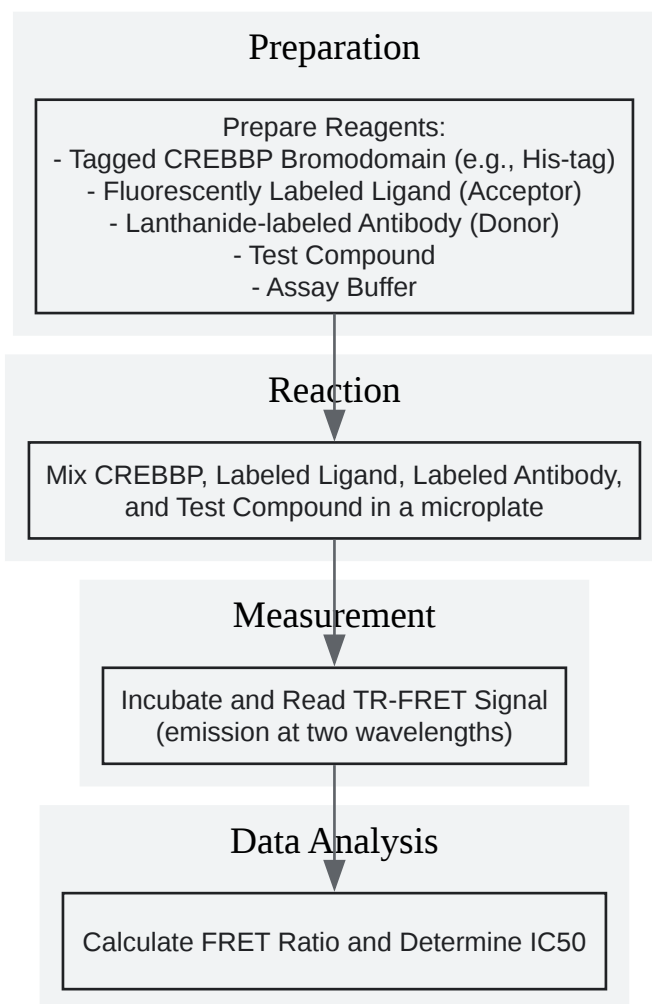 Preparation
Prepare Reagents:
- Tagged CREBBP Bromodomain (e.g., His-tag)
- Fluorescently Labeled Ligand (Acceptor)
- Lanthanide-labeled Antibody (Donor)
- Test Compound
- Assay Buffer
Reaction
Mix CREBBP, Labeled Ligand, Labeled Antibody,
and Test Compound in a microplate
Measurement
Incubate and Read TR-FRET Signal
(emission at two wavelengths)
Data Analysis
Calculate FRET Ratio and Determine IC50